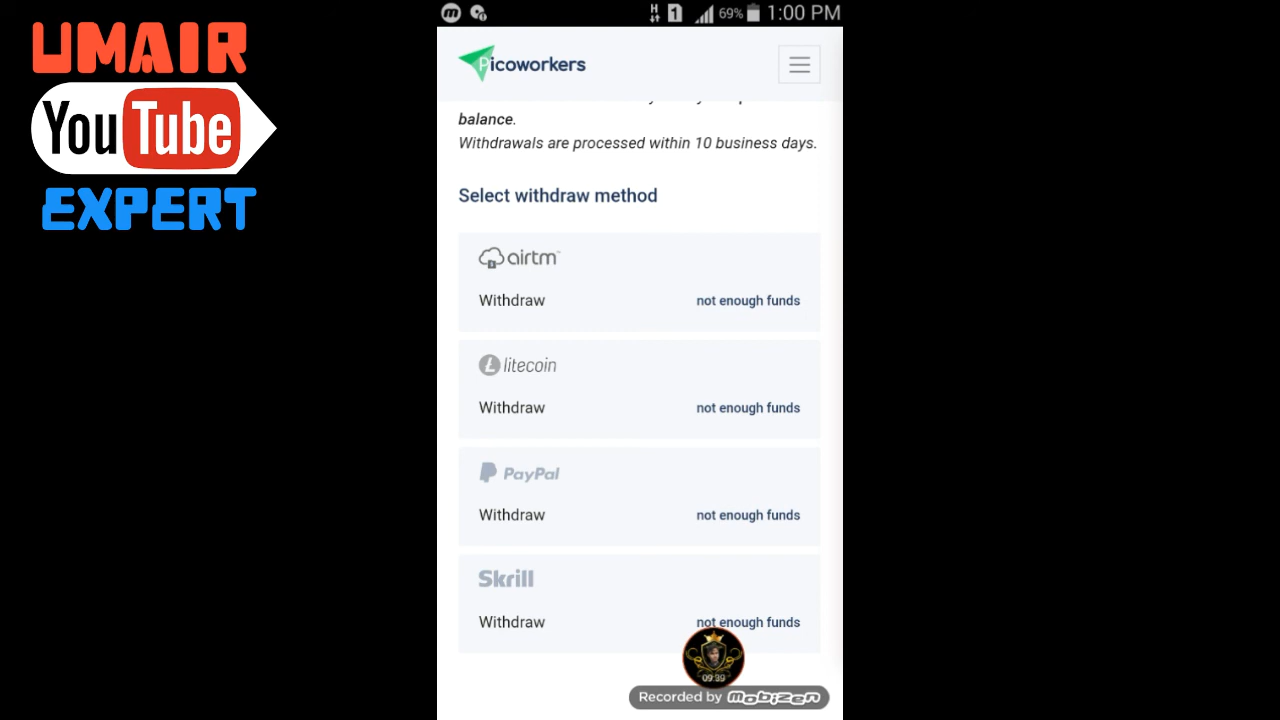 UMAIR
YouTube
EXPERT
69% 1:00 PM
Picoworkers
balance.
Withdrawals are processed within 10 business days.
Select withdraw method
airtm
Withdraw not enough funds
litecoin
Withdraw not enough funds
PayPal
Withdraw not enough funds
Skrill
Withdraw not enough funds
09:39
Recorded by mobizen